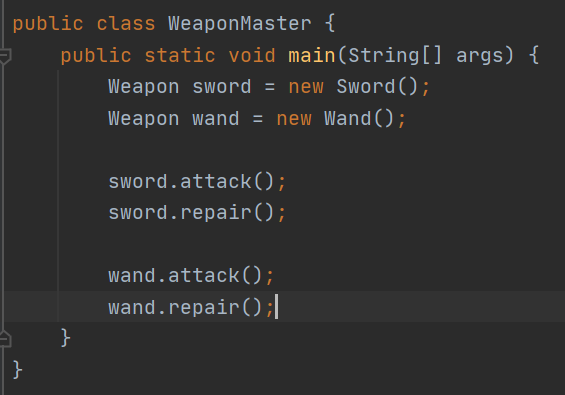 public class WeaponMaster {
    public static void main(String[] args) {
        Weapon sword = new Sword();
        Weapon wand = new Wand();

        sword.attack();
        sword.repair();

        wand.attack();
        wand.repair();
    }
}